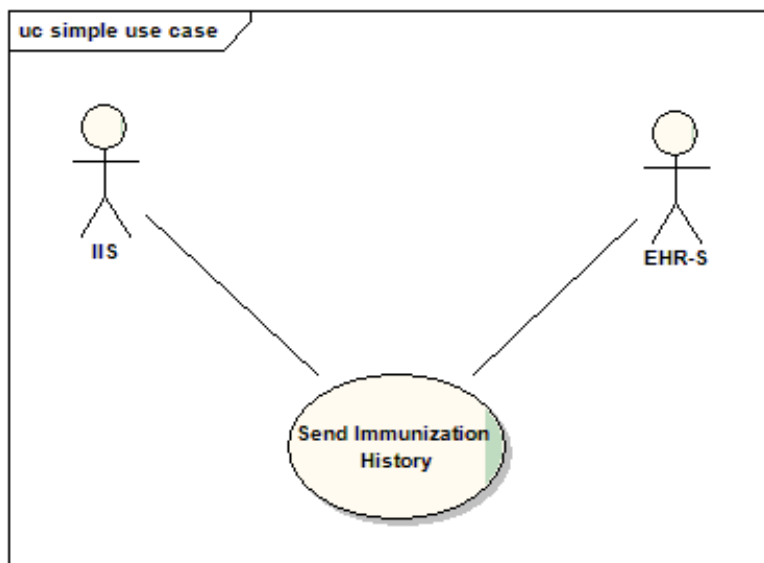 uc simple use case
IIS
EHR-S
Send Immunization
History